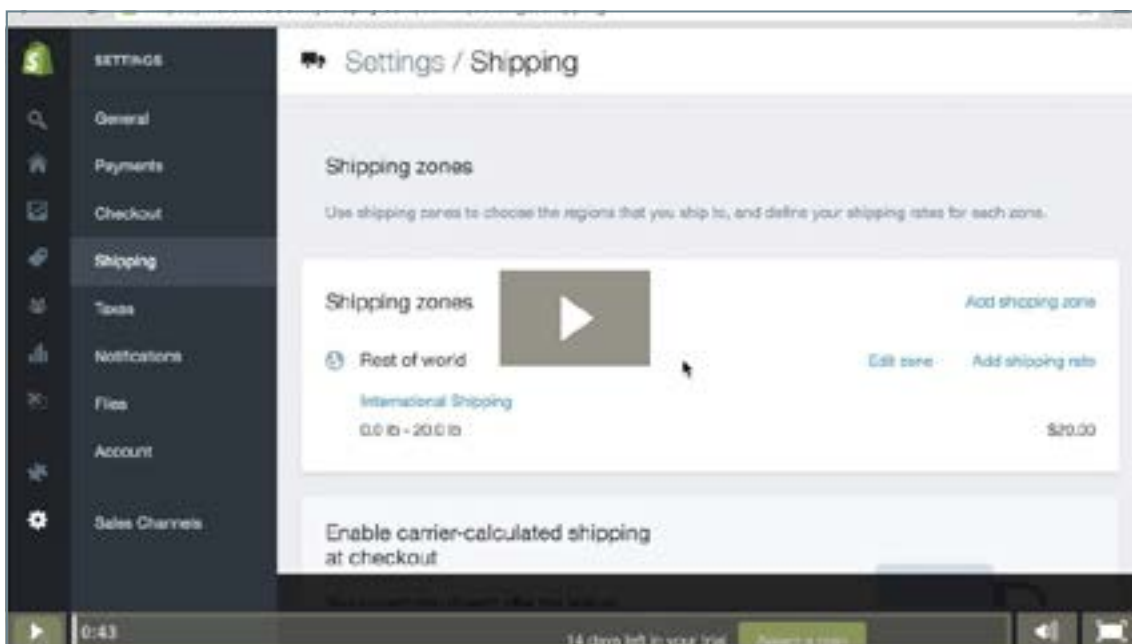 SETTINGS
Settings / Shipping
General
Payments
Checkout
Shipping
Taxes
Notifications
Files
Account
Sales Channels
Shipping zones
Use shipping zones to choose the regions that you ship to, and define your shipping rates for each zone.
Shipping zones
Add shipping zone
Rest of world
Edit zone
Add shipping rate
International Shipping
0.0 lb - 20.0 lb
$20.00
Enable carrier-calculated shipping
at checkout
0:43
14 days left in your trial
Select a plan